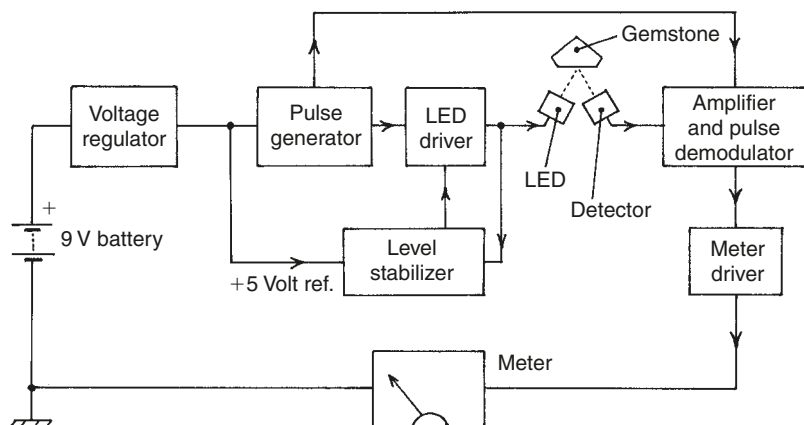 Gemstone
Voltage
regulator
Pulse
generator
LED
driver
Amplifier
and pulse
demodulator
LED
Detector
+
9 V battery
+5 Volt ref.
Level
stabilizer
Meter
driver
Meter